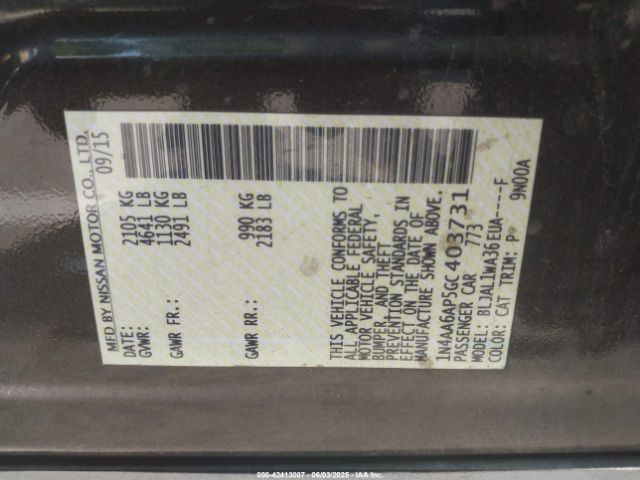 MFD BY NISSAN MOTOR CO., LTD.
DATE: 09/15
GVWR: 2105 KG
4641 LB
GAWR FR.: 1130 KG
2491 LB
GAWR RR.: 990 KG
2183 LB
THIS VEHICLE CONFORMS TO
ALL APPLICABLE FEDERAL
MOTOR VEHICLE SAFETY,
BUMPER, AND THEFT
PREVENTION STANDARDS IN
EFFECT ON THE DATE OF
MANUFACTURE SHOWN ABOVE.
1N4AA6AP5GC403731
PASSENGER CAR 773
MODEL: BLJALLWA36EUA----F
COLOR: CAT TRIM: P 9N00A
000-42413007 - 06/03/2025 - IAA Inc.